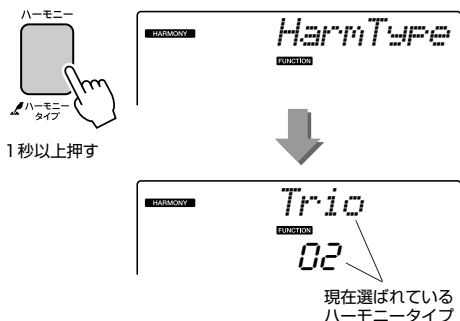 ハーモニー
HARMONY
HarmType
FUNCTION
ハーモニー
タイプ
1秒以上押す
HARMONY
Trio
FUNCTION
02
現在選ばれている
ハーモニータイプ